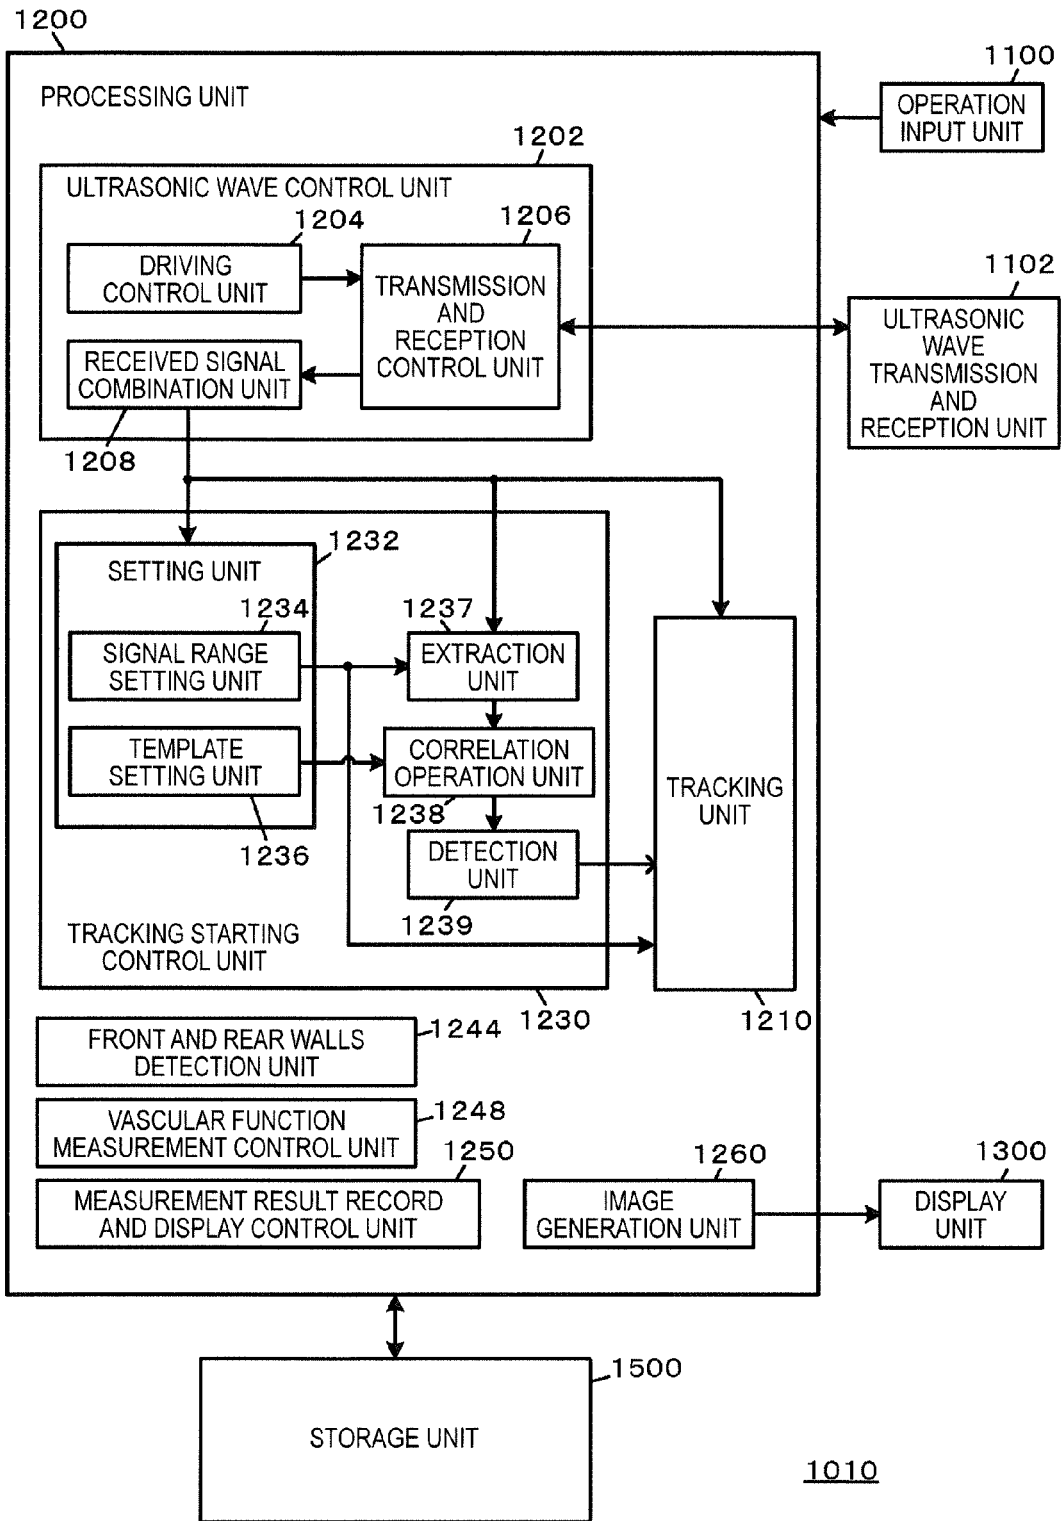 1200
PROCESSING UNIT
1100
OPERATION
INPUT UNIT
1202
ULTRASONIC WAVE CONTROL UNIT
1204
DRIVING
CONTROL UNIT
1206
TRANSMISSION
AND
RECEPTION
CONTROL UNIT
RECEIVED SIGNAL
COMBINATION UNIT
1208
1102
ULTRASONIC
WAVE
TRANSMISSION
AND
RECEPTION UNIT
1232
SETTING UNIT
1234
SIGNAL RANGE
SETTING UNIT
TEMPLATE
SETTING UNIT
1236
1237
EXTRACTION
UNIT
CORRELATION
OPERATION UNIT
1238
DETECTION
UNIT
1239
TRACKING STARTING
CONTROL UNIT
1230
TRACKING
UNIT
1210
FRONT AND REAR WALLS
DETECTION UNIT
1244
VASCULAR FUNCTION
MEASUREMENT CONTROL UNIT
1248
MEASUREMENT RESULT RECORD
AND DISPLAY CONTROL UNIT
1250
1260
IMAGE
GENERATION UNIT
1300
DISPLAY
UNIT
1500
STORAGE UNIT
1010